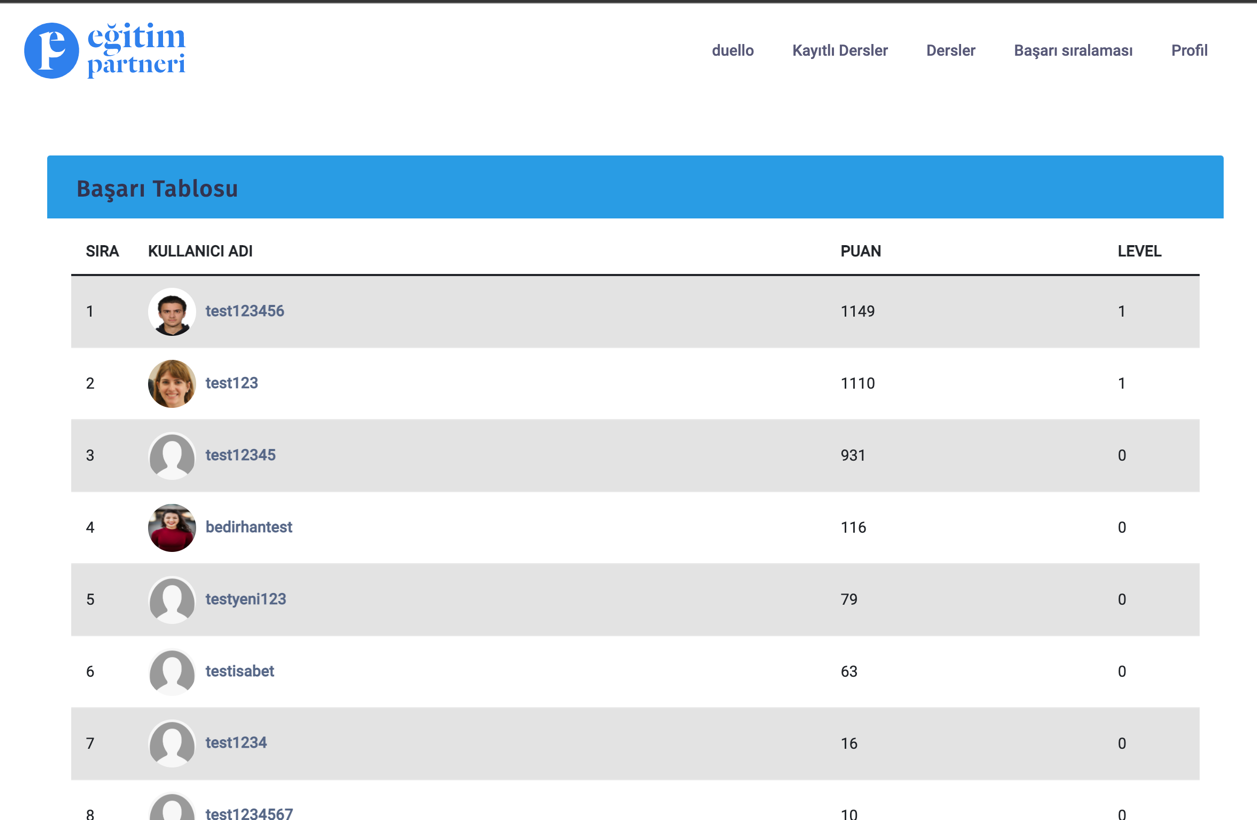 eğitim
partneri
duello Kayıtlı Dersler Dersler Başarı sıralaması Profil
Başarı Tablosu
SIRA KULLANICI ADI PUAN LEVEL
1 test123456 1149 1
2 test123 1110 1
3 test12345 931 0
4 bedirhantest 116 0
5 testyeni123 79 0
6 testisabet 63 0
7 test1234 16 0
8 test1234567 10 0